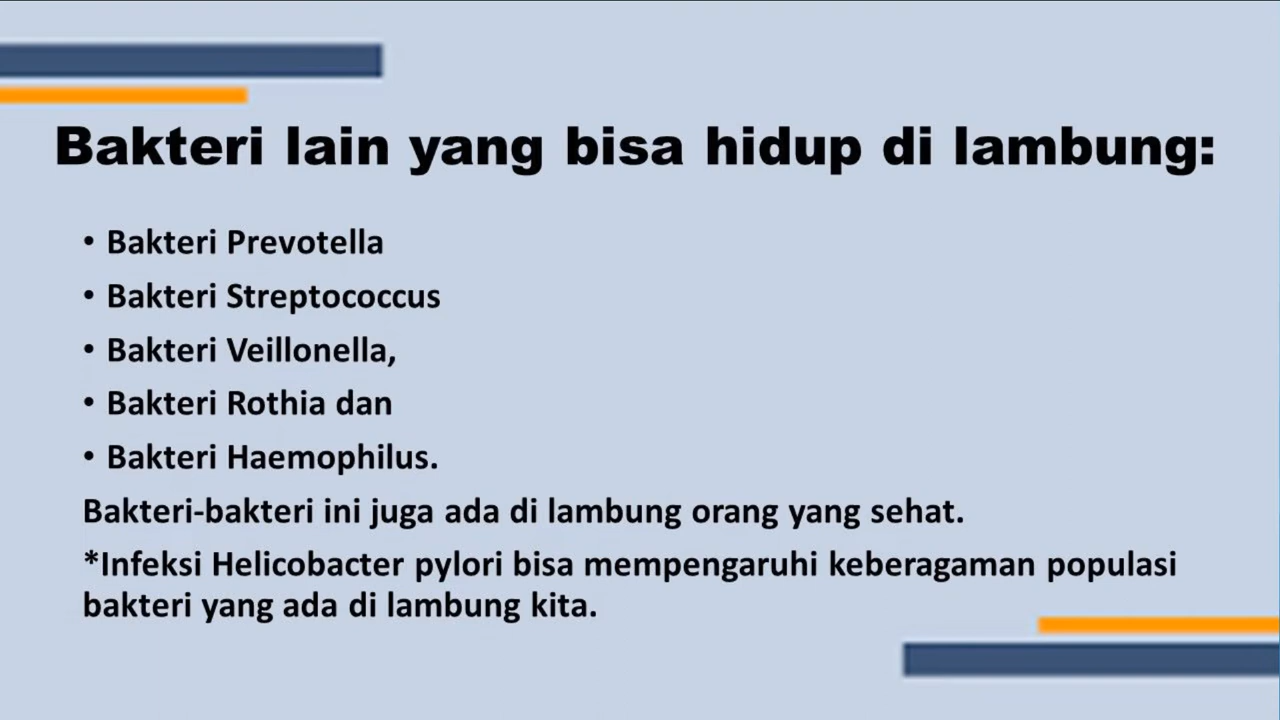 Bakteri lain yang bisa hidup di lambung:
• Bakteri Prevotella
• Bakteri Streptococcus
• Bakteri Veillonella,
• Bakteri Rothia dan
• Bakteri Haemophilus.
Bakteri-bakteri ini juga ada di lambung orang yang sehat.
*Infeksi Helicobacter pylori bisa mempengaruhi keberagaman populasi
bakteri yang ada di lambung kita.